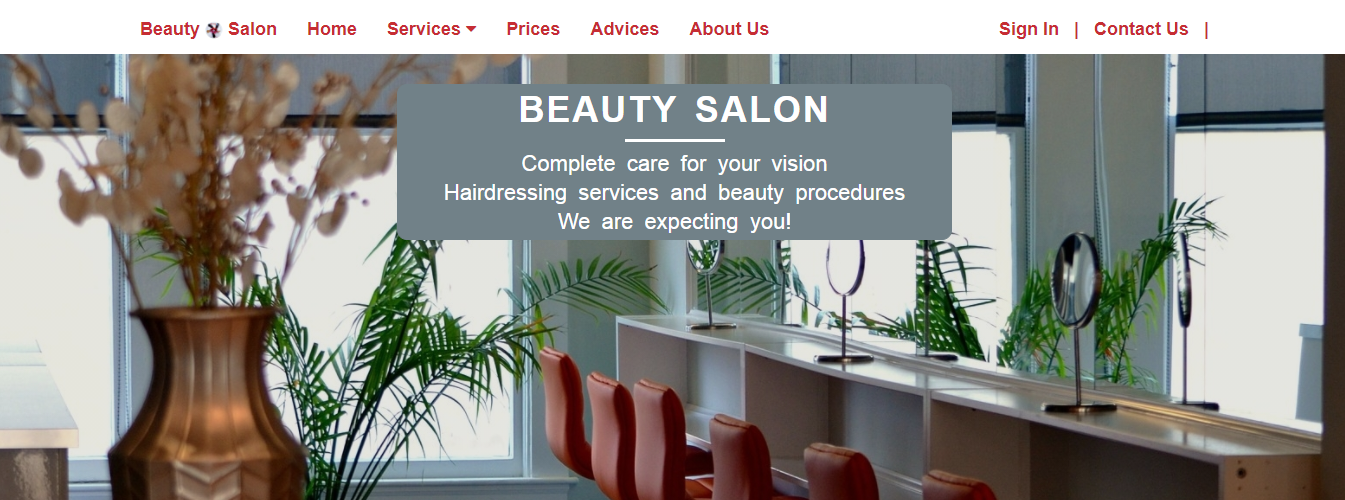 Beauty Salon Home Services Prices Advices About Us Sign In | Contact Us |
BEAUTY SALON
Complete care for your vision
Hairdressing services and beauty procedures
We are expecting you!